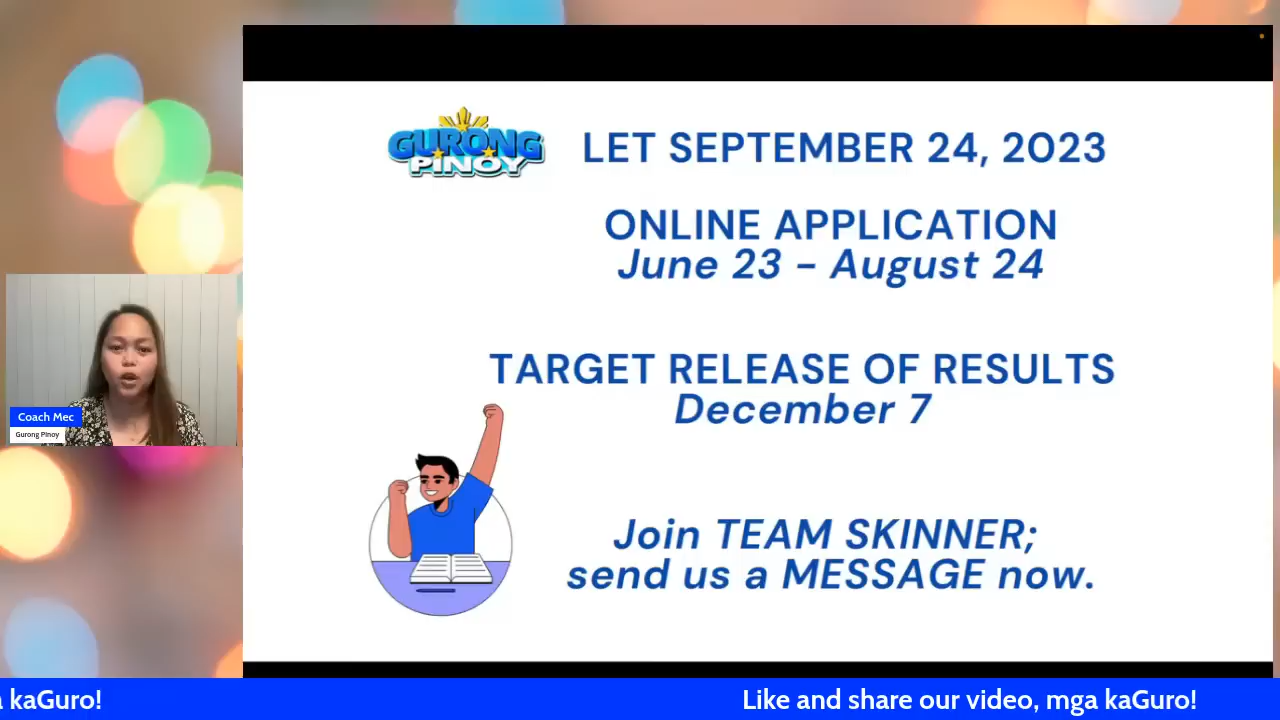 GURONG
PINOY
LET SEPTEMBER 24, 2023
ONLINE APPLICATION
June 23 - August 24
TARGET RELEASE OF RESULTS
December 7
Join TEAM SKINNER;
send us a MESSAGE now.
Coach Mec
Gurong Pinoy
kaGuro!
Like and share our video, mga kaGuro!